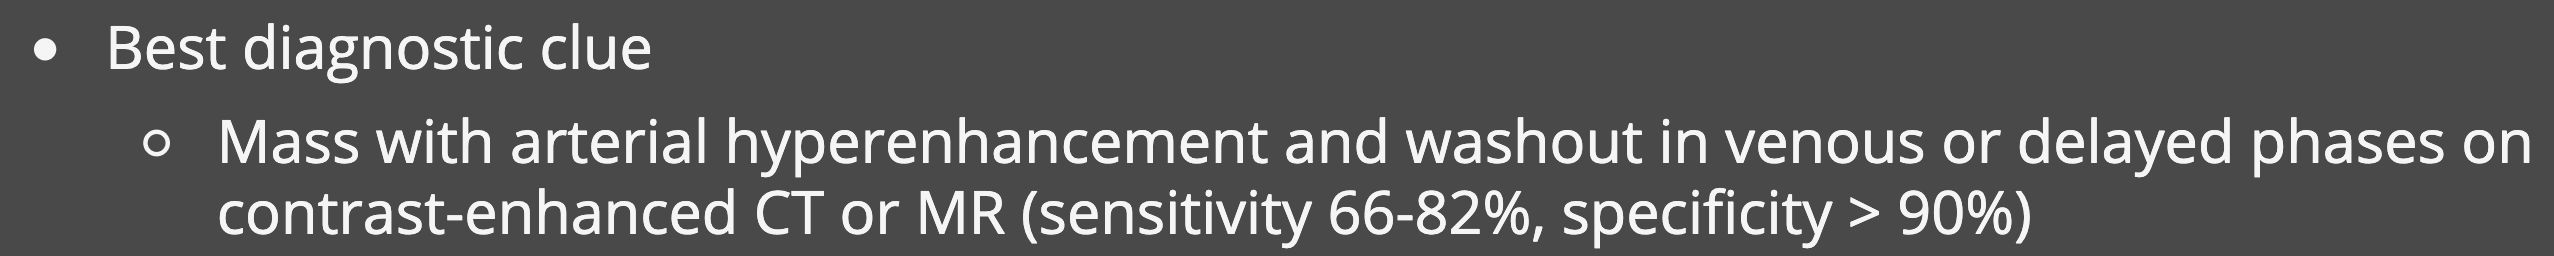 • Best diagnostic clue
○ Mass with arterial hyperenhancement and washout in venous or delayed phases on
contrast-enhanced CT or MR (sensitivity 66-82%, specificity > 90%)